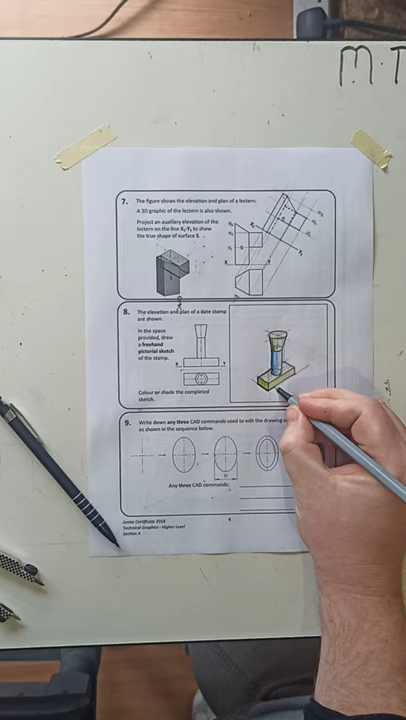 M.T
7. The figure shows the elevation and plan of a lectern.
A 3D graphic of the lectern is also shown.
Project an auxiliary elevation of the
lectern on the line X₁-Y₁ to show
the true shape of surface S.
S
S
X
Y
8. The elevation and plan of a date stamp
are shown.
In the space
provided, draw
a freehand
pictorial sketch
of the stamp.
X
Y
Colour or shade the completed
sketch.
9. Write down any three CAD commands used to edit the drawing
as shown in the sequence below.
Any three CAD commands:
Junior Certificate 2018
Technical Graphics - Higher Level
Section A
4